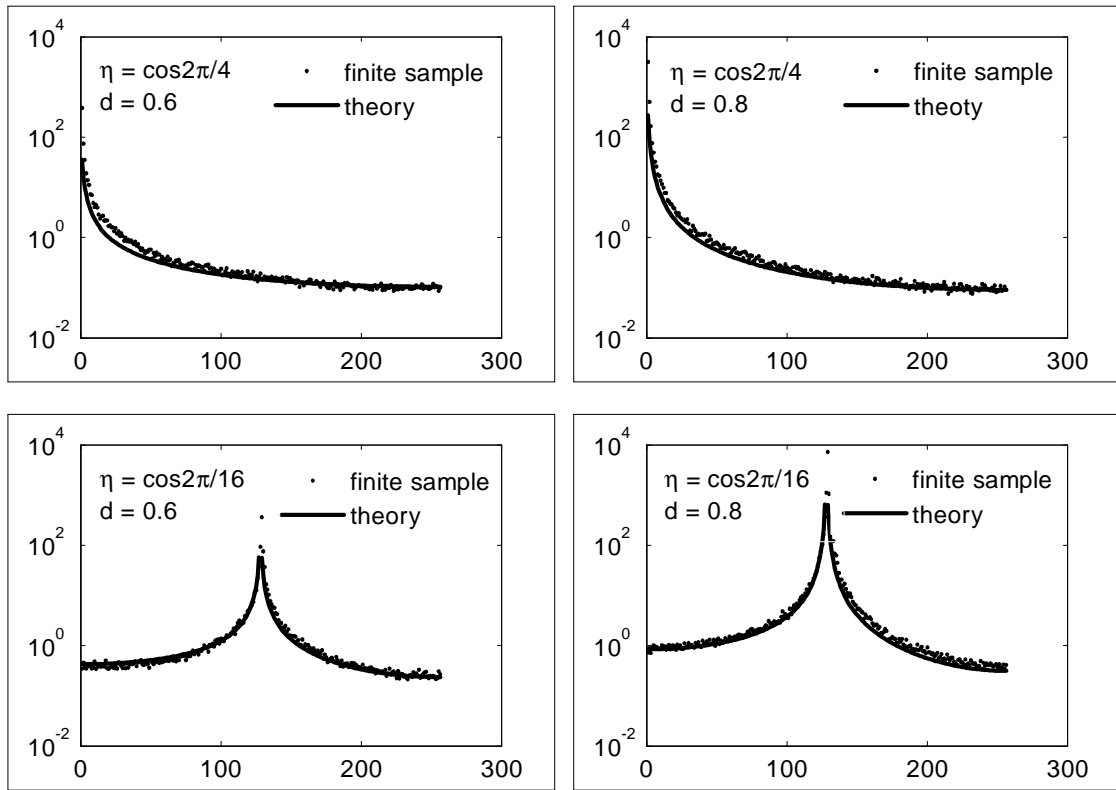 10^4
10^2
10^0
10^-2
0 100 200 300
η = cos2π/4
d = 0.6
finite sample
theory
10^4
10^2
10^0
10^-2
0 100 200 300
η = cos2π/4
d = 0.8
finite sample
theoty
10^4
10^2
10^0
10^-2
0 100 200 300
η = cos2π/16
d = 0.6
finite sample
theory
10^4
10^2
10^0
10^-2
0 100 200 300
η = cos2π/16
d = 0.8
finite sample
theory